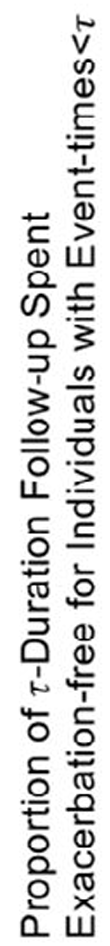 Proportion of τ-Duration Follow-up Spent
Exacerbation-free for Individuals with Event-times<τ